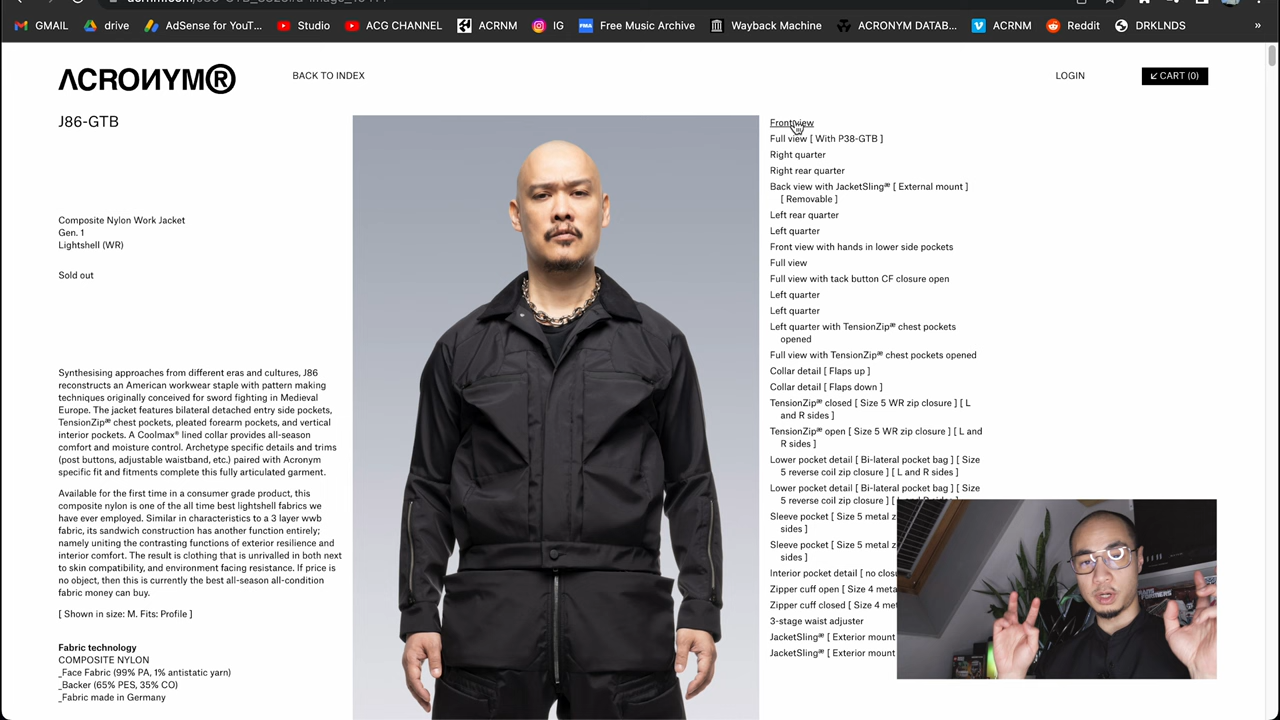 GMAIL
drive
AdSense for YouT...
Studio
ACG CHANNEL
ACRNM
IG
FMA
Free Music Archive
Wayback Machine
ACRONYM DATAB...
ACRNM
Reddit
DRKLNDS
»
ACRONYM®
BACK TO INDEX
LOGIN
CART (0)
J86-GTB
Composite Nylon Work Jacket
Gen. 1
Lightshell (WR)
Sold out
Synthesising approaches from different eras and cultures, J86
reconstructs an American workwear staple with pattern making
techniques originally conceived for sword fighting in Medieval
Europe. The jacket features bilateral detached entry side pockets,
TensionZipᵆ chest pockets, pleated forearm pockets, and vertical
interior pockets. A Coolmax® lined collar provides all-season
comfort and moisture control. Archetype specific details and trims
(post buttons, adjustable waistband, etc.) paired with Acronym
specific fit and fitments complete this fully articulated garment.
Available for the first time in a consumer grade product, this
composite nylon is one of the all time best lightshell fabrics we
have ever employed. Similar in characteristics to a 3 layer wwb
fabric, its sandwich construction has another function entirely;
namely uniting the contrasting functions of exterior resilience and
interior comfort. The result is clothing that is unrivalled in both next
to skin compatibility, and environment facing resistance. If price is
no object, then this is currently the best all-season all-condition
fabric money can buy.
[ Shown in size: M. Fits: Profile ]
Fabric technology
COMPOSITE NYLON
_Face Fabric (99% PA, 1% antistatic yarn)
_Backer (65% PES, 35% CO)
_Fabric made in Germany
Front view
Full view [ With P38-GTB ]
Right quarter
Right rear quarter
Back view with JacketSlingᵆ [ External mount ]
[ Removable ]
Left rear quarter
Left quarter
Front view with hands in lower side pockets
Full view
Full view with tack button CF closure open
Left quarter
Left quarter
Left quarter with TensionZipᵆ chest pockets
opened
Full view with TensionZipᵆ chest pockets opened
Collar detail [ Flaps up ]
Collar detail [ Flaps down ]
TensionZipᵆ closed [ Size 5 WR zip closure ] [ L
and R sides ]
TensionZipᵆ open [ Size 5 WR zip closure ] [ L and
R sides ]
Lower pocket detail [ Bi-lateral pocket bag ] [ Size
5 reverse coil zip closure ] [ L and R sides ]
Lower pocket detail [ Bi-lateral pocket bag ] [ Size
5 reverse coil zip closure ] [ L and R sides ]
Sleeve pocket [ Size 5 metal z
sides ]
Sleeve pocket [ Size 5 metal z
sides ]
Interior pocket detail [ no closu
Zipper cuff open [ Size 4 meta
Zipper cuff closed [ Size 4 me
3-stage waist adjuster
JacketSlingᵆ [ Exterior mount
JacketSlingᵆ [ Exterior mount